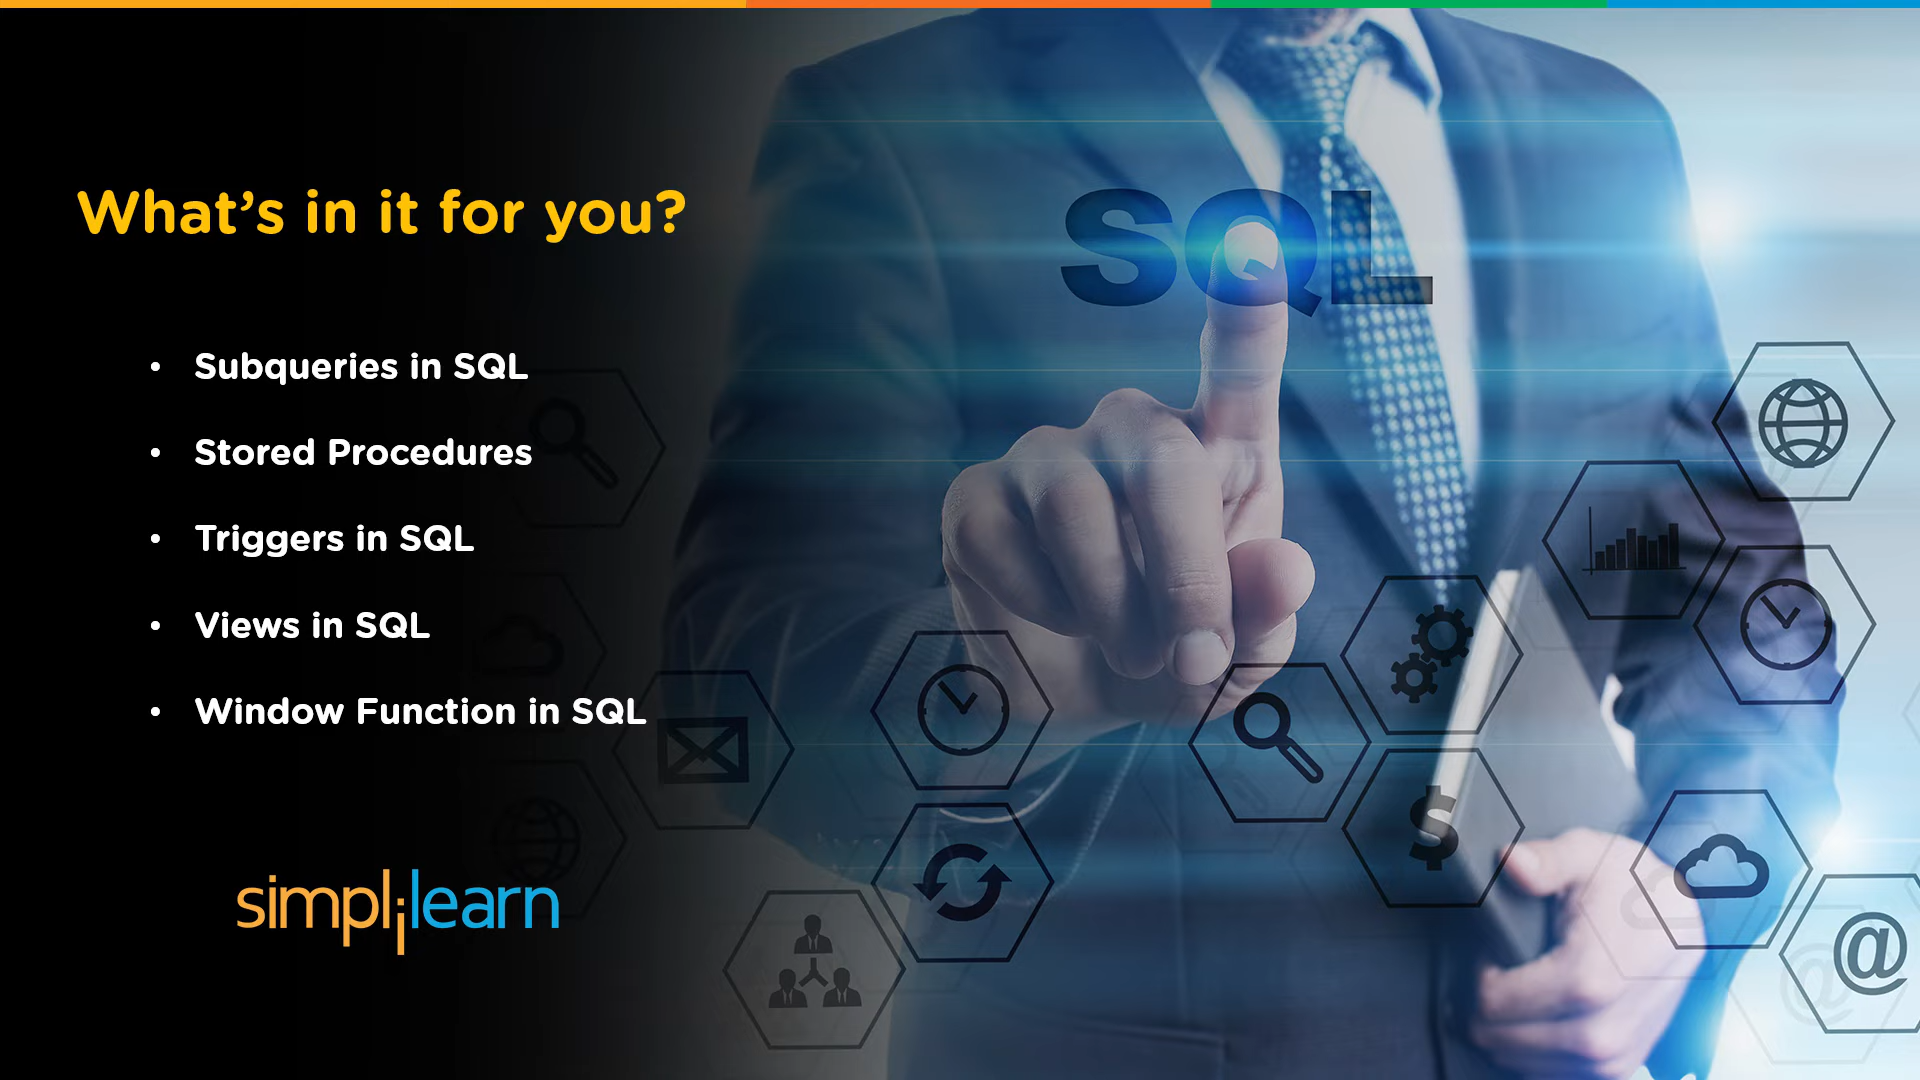 What's in it for you?
SQL
• Subqueries in SQL
• Stored Procedures
• Triggers in SQL
• Views in SQL
• Window Function in SQL
$
simplilearn
@